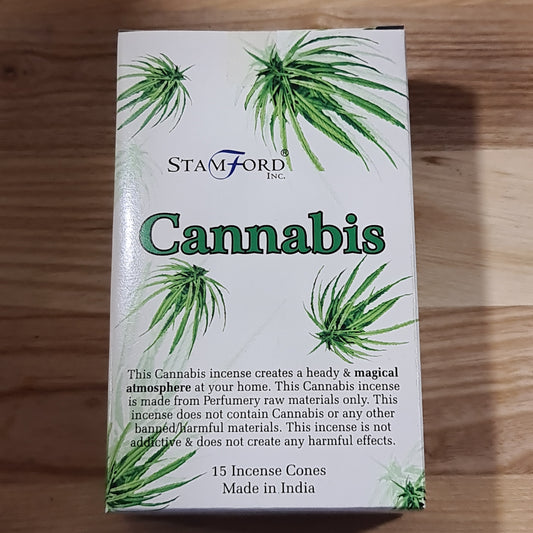 STAMFORD®
INC.
Cannabis
This Cannabis incense creates a heady & magical
atmosphere at your home. This Cannabis incense
is made from Perfumery raw materials only. This
incense does not contain Cannabis or any other
banned/harmful materials. This incense is not
addictive & does not create any harmful effects.
15 Incense Cones
Made in India